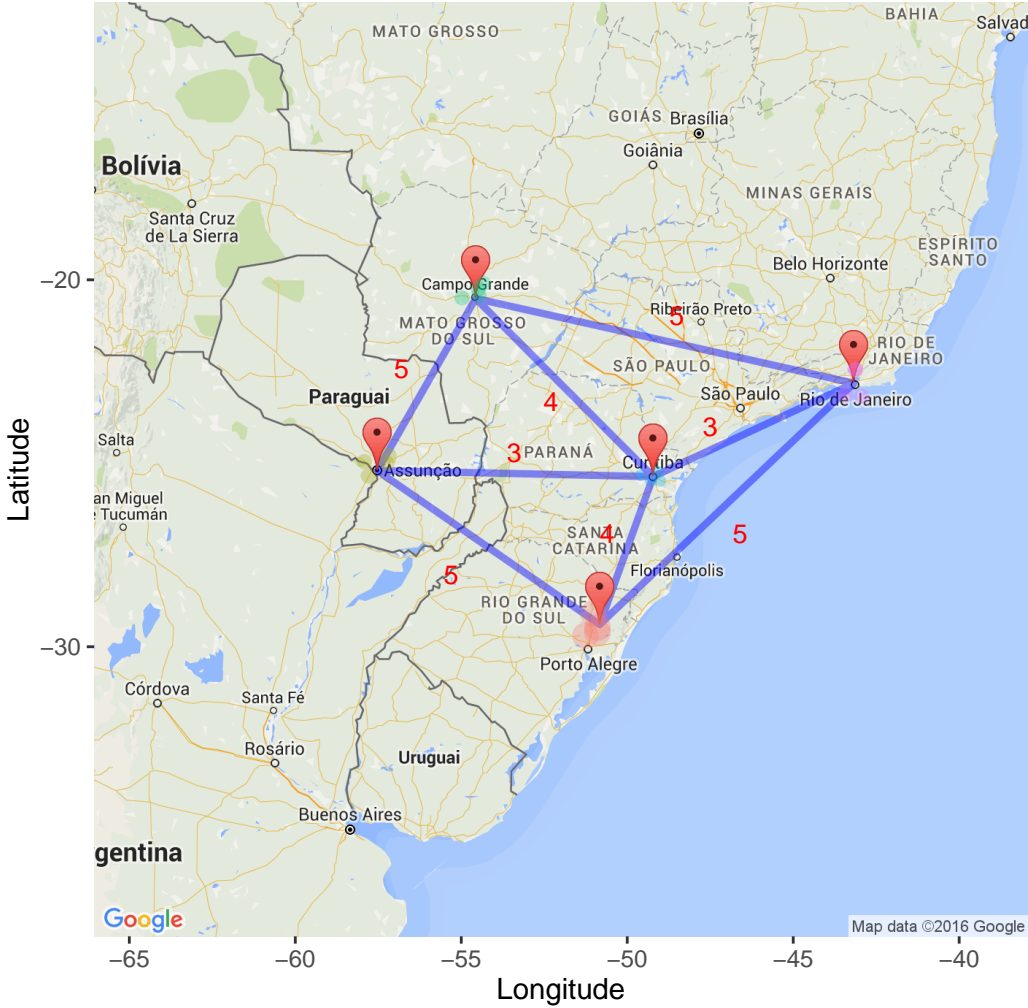 BAHIA
MATO GROSSO
Salvad
GOIÁS
Brasília
Goiânia
Bolívia
MINAS GERAIS
Santa Cruz
de La Sierra
ESPÍRITO
SANTO
Belo Horizonte
−20
Campo Grande
Ribeirão Preto
5
MATO GROSSO
DO SUL
RIO DE
JANEIRO
SÃO PAULO
5
Paraguai
São Paulo
Rio de Janeiro
4
3
Salta
3
PARANÁ
Curitiba
Assunção
an Miguel
e Tucumán
SANTA
CATARINA
4
5
Florianópolis
5
RIO GRANDE
DO SUL
−30
Porto Alegre
Córdova
Santa Fé
Rosário
Uruguai
Buenos Aires
gentina
Google
Map data ©2016 Google
−65
−60
−55
−50
−45
−40
Longitude
Latitude